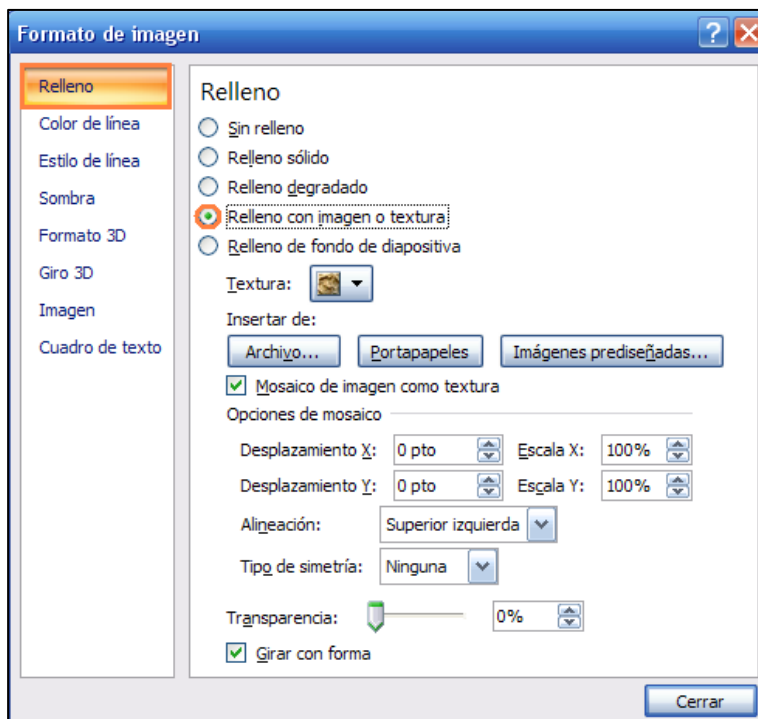 Formato de imagen
Relleno
Color de línea
Estilo de línea
Sombra
Formato 3D
Giro 3D
Imagen
Cuadro de texto
Relleno
Sin relleno
Relleno sólido
Relleno degradado
Relleno con imagen o textura
Relleno de fondo de diapositiva
Textura:
Insertar de:
Archivo... Portapapeles Imágenes prediseñadas...
Mosaico de imagen como textura
Opciones de mosaico
Desplazamiento X: 0 pto Escala X: 100%
Desplazamiento Y: 0 pto Escala Y: 100%
Alineación: Superior izquierda
Tipo de simetría: Ninguna
Transparencia: 0%
Girar con forma
Cerrar